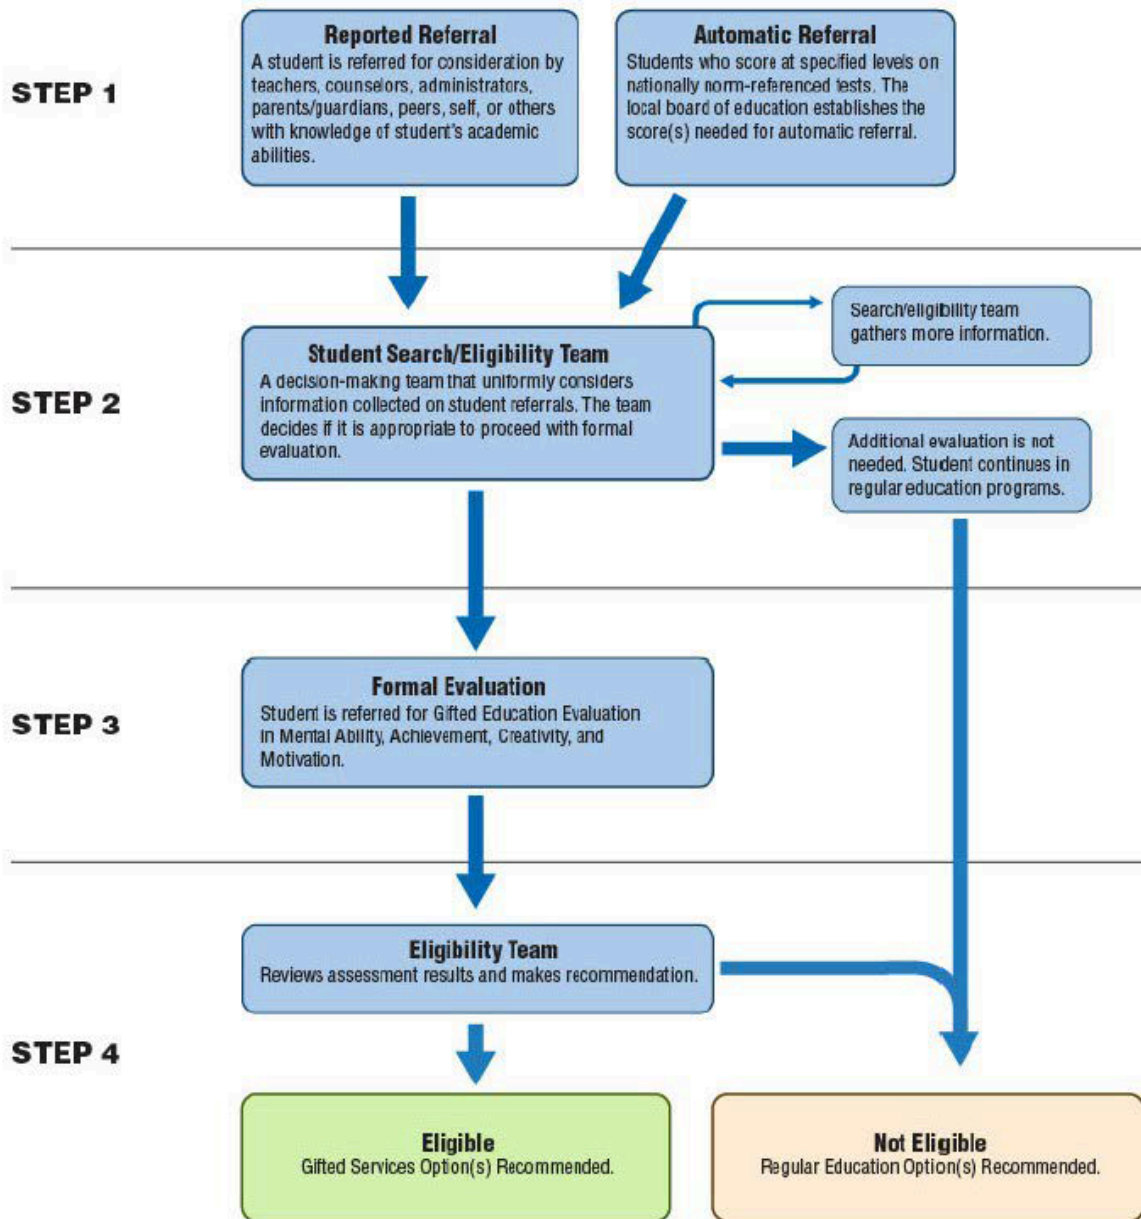 STEP 1
Reported Referral
A student is referred for consideration by
teachers, counselors, administrators,
parents/guardians, peers, self, or others
with knowledge of student's academic
abilities.
Automatic Referral
Students who score at specified levels on
nationally norm-referenced tests. The
local board of education establishes the
score(s) needed for automatic referral.
STEP 2
Student Search/Eligibility Team
A decision-making team that uniformly considers
information collected on student referrals. The team
decides if it is appropriate to proceed with formal
evaluation.
Search/eligibility team
gathers more information.
Additional evaluation is not
needed. Student continues in
regular education programs.
STEP 3
Formal Evaluation
Student is referred for Gifted Education Evaluation
in Mental Ability, Achievement, Creativity, and
Motivation.
STEP 4
Eligibility Team
Reviews assessment results and makes recommendation.
Eligible
Gifted Services Option(s) Recommended.
Not Eligible
Regular Education Option(s) Recommended.